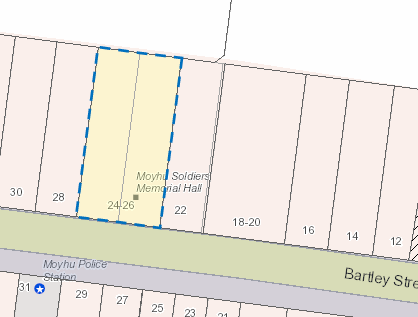 Moyhu Soldiers
Memorial Hall
30
28
24-26
22
18-20
16
14
12
Bartley Stre
Moyhu Police
Station
31
29
27
25
23
21